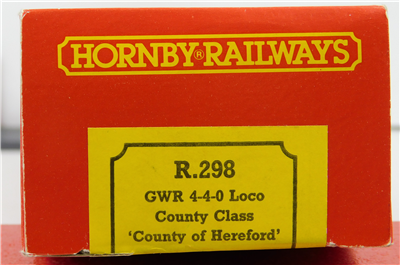 HORNBY® RAILWAYS
R.298
GWR 4-4-0 Loco
County Class
'County of Hereford'